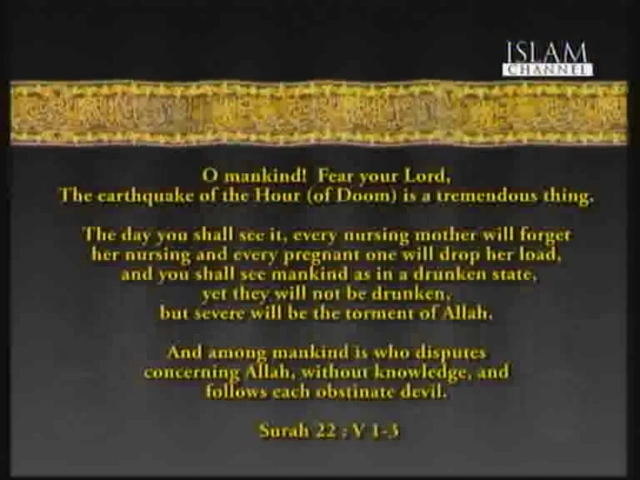 ISLAM
CHANNEL
O mankind! Fear your Lord,
The earthquake of the Hour (of Doom) is a tremendous thing.
The day you shall see it, every nursing mother will forget
her nursing and every pregnant one will drop her load,
and you shall see mankind as in a drunken state,
yet they will not be drunken,
but severe will be the torment of Allah.
And among mankind is who disputes
concerning Allah, without knowledge, and
follows each obstinate devil.
Surah 22 : V 1-3